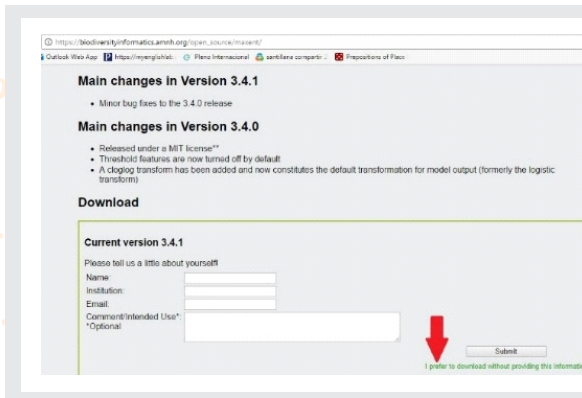 https://biodiversityinformatics.amnh.org/open_source/maxent/
Outlook Web App https://myenglishlab. Pleno Internacional santillana compartir Prepositions of Place
Main changes in Version 3.4.1
• Minor bug fixes to the 3.4.0 release
Main changes in Version 3.4.0
• Released under a MIT license**
• Threshold features are now turned off by default
• A cloglog transform has been added and now constitutes the default transformation for model output (formerly the logistic
transform)
Download
Current version 3.4.1
Please tell us a little about yourself!
Name:
Institution:
Email:
Comment/Intended Use*:
*Optional
Submit
I prefer to download without providing this informati